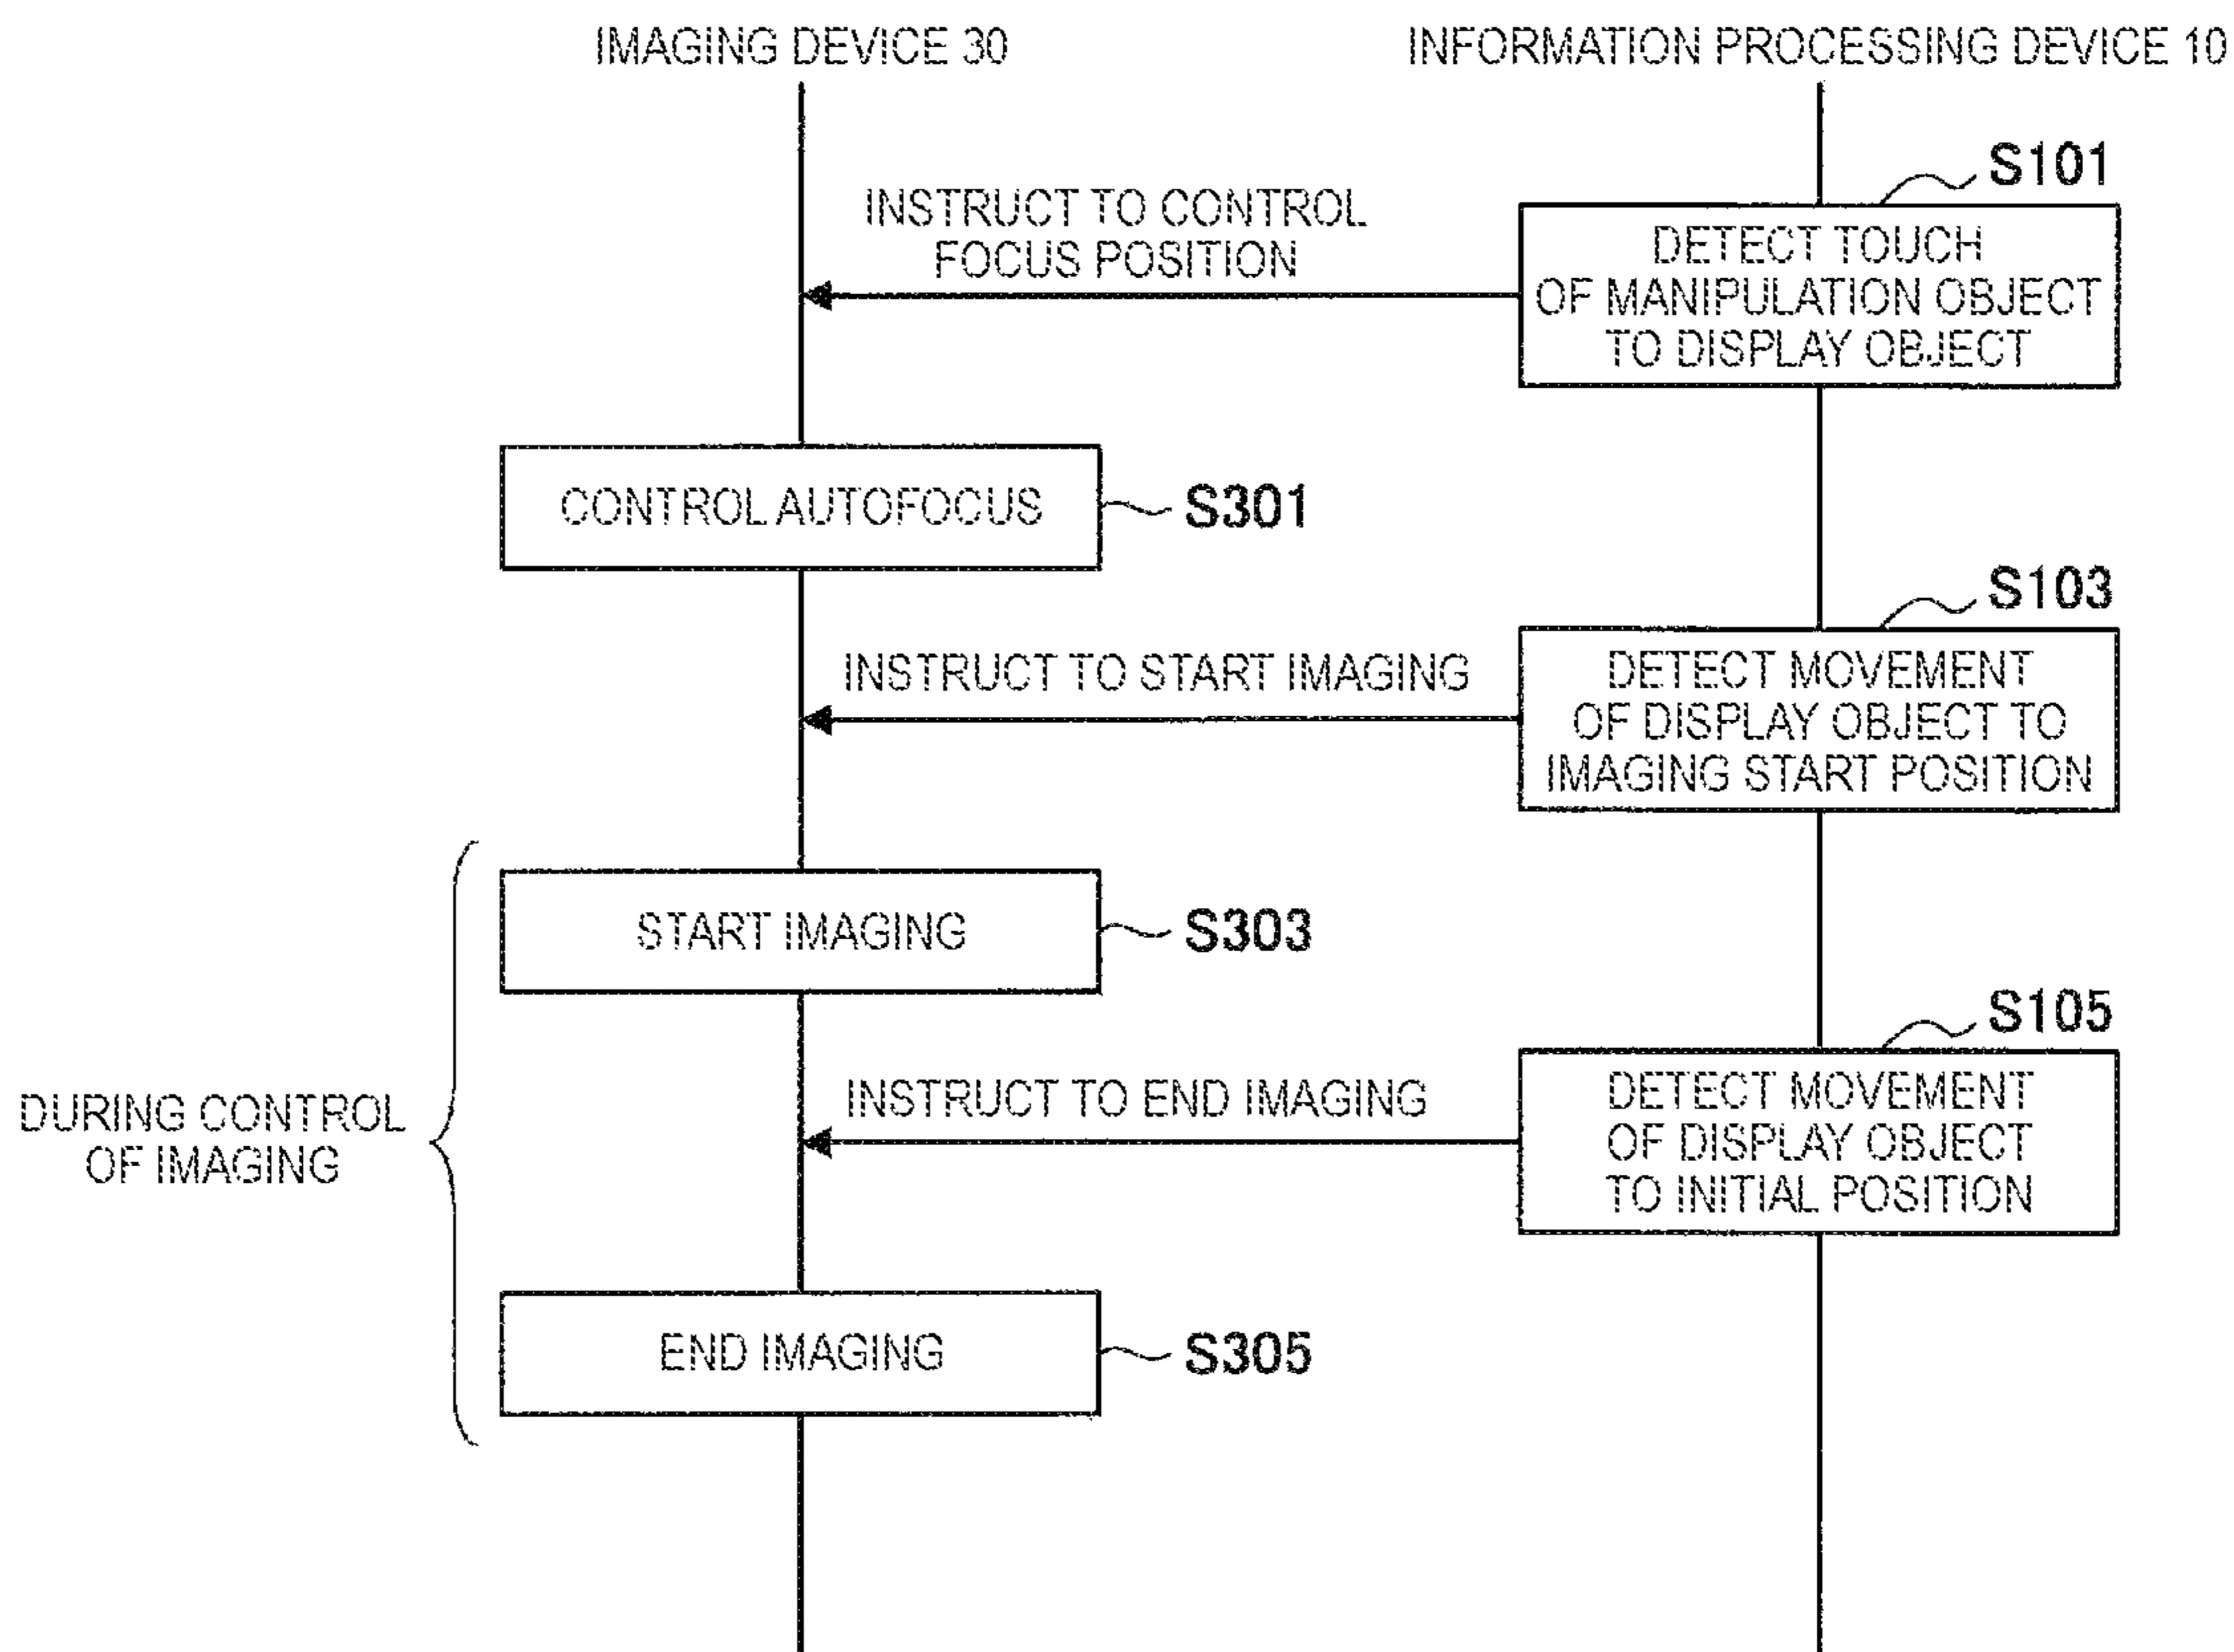 IMAGING DEVICE 30
INFORMATION PROCESSING DEVICE 10
S101
INSTRUCT TO CONTROL
FOCUS POSITION
DETECT TOUCH
OF MANIPULATION OBJECT
TO DISPLAY OBJECT
CONTROL AUTOFOCUS
S301
S103
INSTRUCT TO START IMAGING
DETECT MOVEMENT
OF DISPLAY OBJECT TO
IMAGING START POSITION
START IMAGING
S303
S105
DURING CONTROL
OF IMAGING
INSTRUCT TO END IMAGING
DETECT MOVEMENT
OF DISPLAY OBJECT
TO INITIAL POSITION
END IMAGING
S305